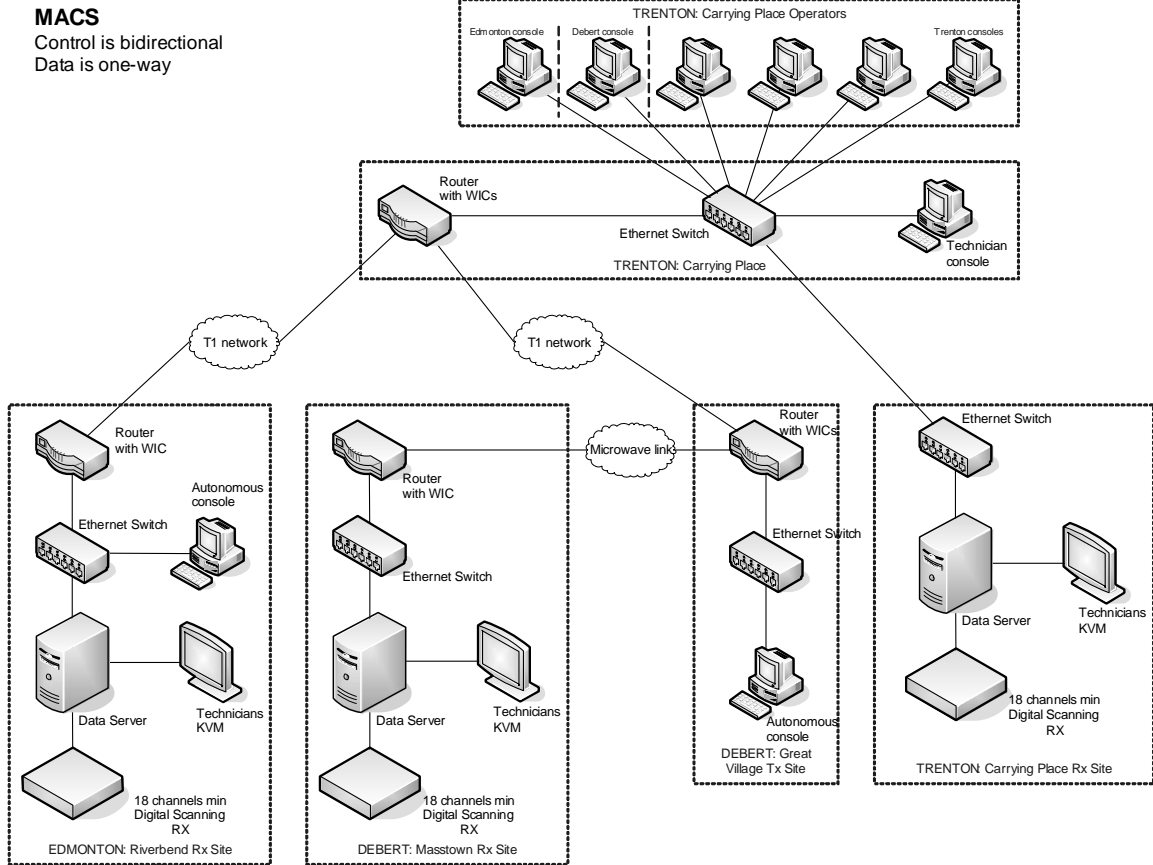 MACS
Control is bidirectional
Data is one-way
TRENTON: Carrying Place Operators
Edmonton console
Debert console
Trenton consoles
Router
with WICs
Ethernet Switch
Technician
console
TRENTON: Carrying Place
T1 network
T1 network
Router
with WIC
Autonomous
console
Ethernet Switch
Data Server
Technicians
KVM
18 channels min
Digital Scanning
RX
EDMONTON: Riverbend Rx Site
Router
with WIC
Ethernet Switch
Data Server
Technicians
KVM
18 channels min
Digital Scanning
RX
DEBERT: Masstown Rx Site
Microwave link
Router
with WICs
Ethernet Switch
Autonomous
console
DEBERT: Great
Village Tx Site
Ethernet Switch
Data Server
Technicians
KVM
18 channels min
Digital Scanning
RX
TRENTON: Carrying Place Rx Site